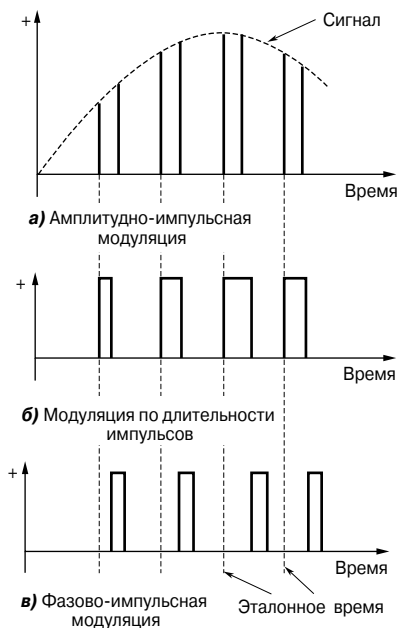 +
Сигнал
Время
а) Амплитудно-импульсная
модуляция
+
Время
б) Модуляция по длительности
импульсов
+
Время
в) Фазово-импульсная
модуляция
Эталонное время